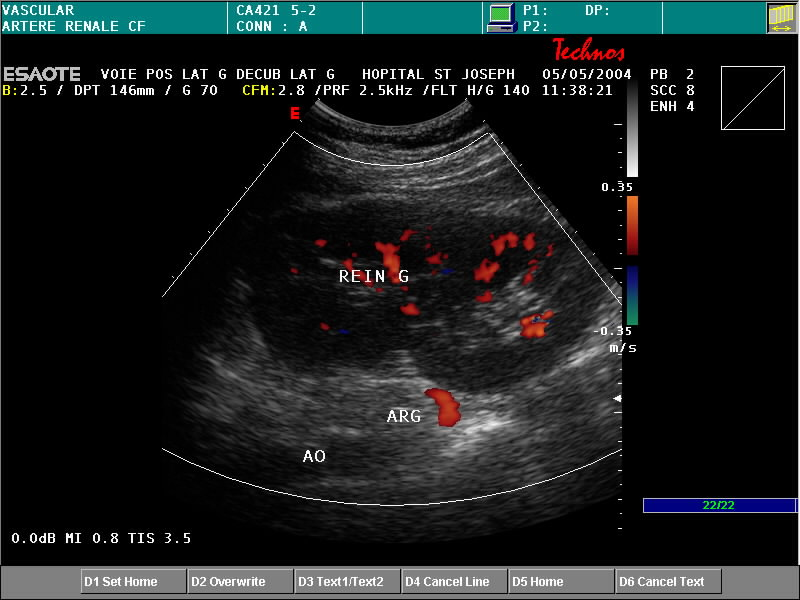 VASCULAR
ARTERE RENALE CF
CA421 5-2
CONN : A
P1: DP:
P2:
Technos
ESAOTE VOIE POS LAT G DECUB LAT G HOPITAL ST JOSEPH 05/05/2004 PB 2
B:2.5 / DPT 146mm / G 70 CFM:2.8 /PRF 2.5kHz /FLT H/G 140 11:38:21 SCC 8
ENH 4
E
0.35
REIN G
-0.35
m/s
ARG
AO
22/22
0.0dB MI 0.8 TIS 3.5
D1 Set Home D2 Overwrite D3 Text1/Text2 D4 Cancel Line D5 Home D6 Cancel Text